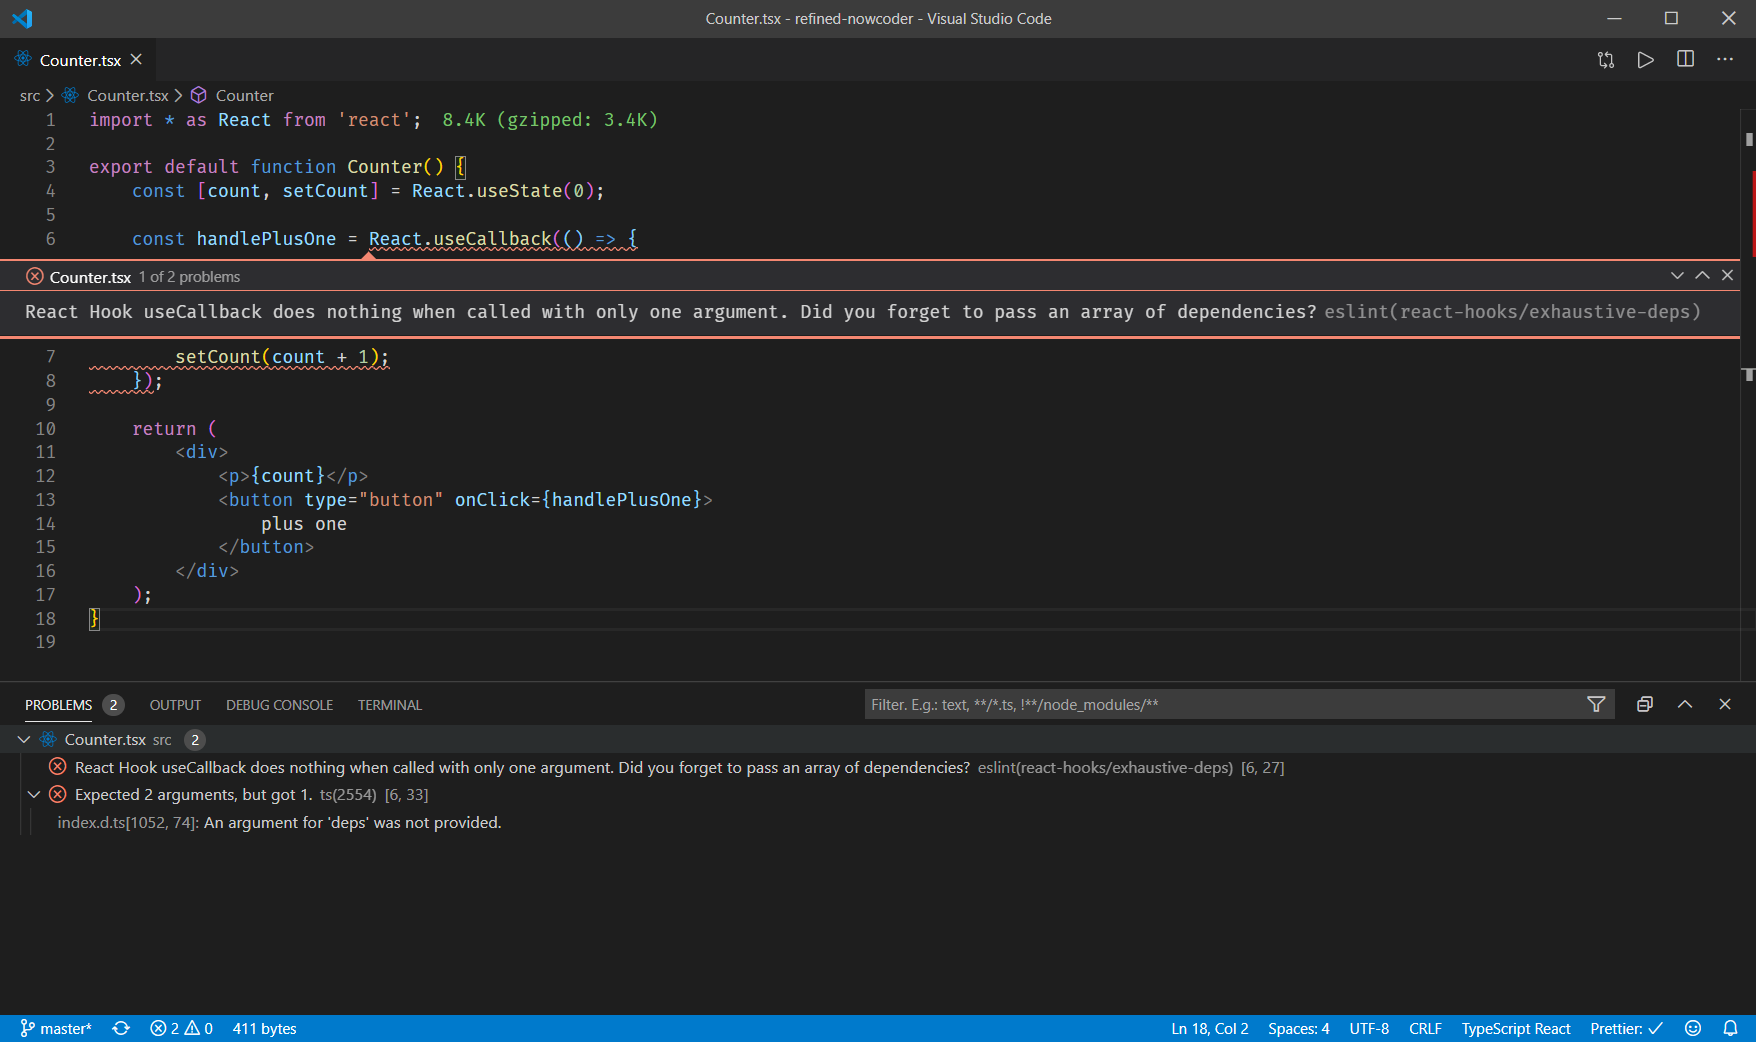 Counter.tsx - refined-nowcoder - Visual Studio Code
Counter.tsx
src Counter.tsx Counter
1 import * as React from 'react'; 8.4K (gzipped: 3.4K)
2
3 export default function Counter() {
4 const [count, setCount] = React.useState(0);
5
6 const handlePlusOne = React.useCallback(() => {
Counter.tsx 1 of 2 problems
React Hook useCallback does nothing when called with only one argument. Did you forget to pass an array of dependencies? eslint(react-hooks/exhaustive-deps)
7 setCount(count + 1);
8 });
9
10 return (
11 <div>
12 <p>{count}</p>
13 <button type="button" onClick={handlePlusOne}>
14 plus one
15 </button>
16 </div>
17 );
18 }
19
PROBLEMS 2 OUTPUT DEBUG CONSOLE TERMINAL Filter. E.g.: text, **/*.ts, !**/node_modules/**
Counter.tsx src 2
React Hook useCallback does nothing when called with only one argument. Did you forget to pass an array of dependencies? eslint(react-hooks/exhaustive-deps) [6, 27]
Expected 2 arguments, but got 1. ts(2554) [6, 33]
index.d.ts[1052, 74]: An argument for 'deps' was not provided.
master* 2 0 411 bytes Ln 18, Col 2 Spaces: 4 UTF-8 CRLF TypeScript React Prettier: ✓